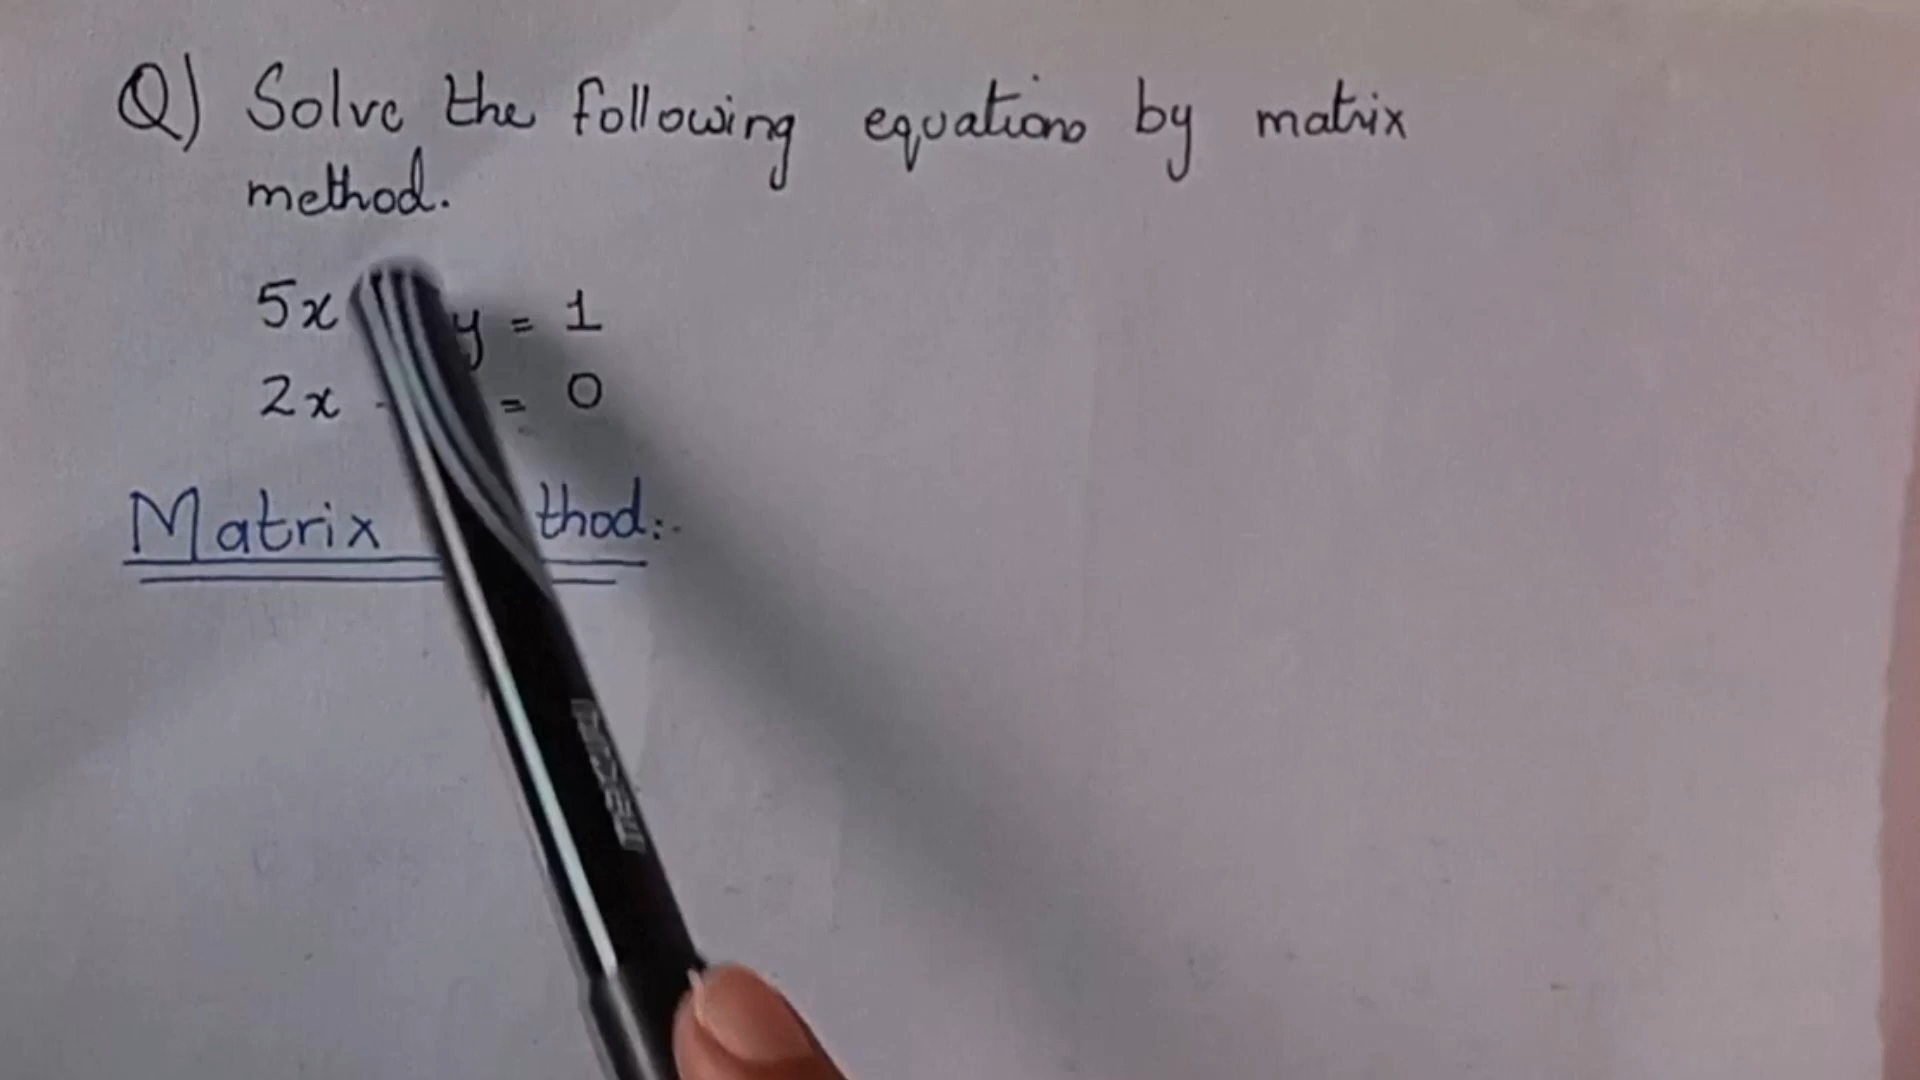 Q) Solve the following equations by matrix
method.
5x y = 1
2x - = 0
Matrix thod:-